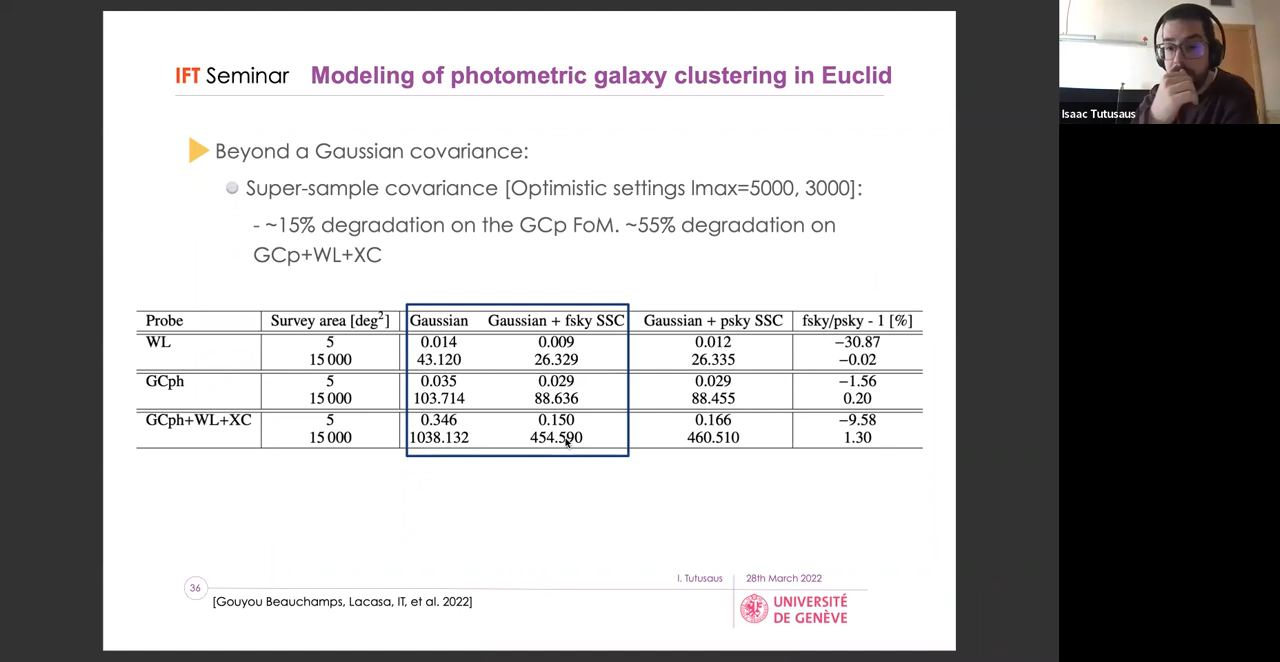 IFT Seminar Modeling of photometric galaxy clustering in Euclid
Isaac Tutusaus
Beyond a Gaussian covariance:
Super-sample covariance [Optimistic settings lmax=5000, 3000]:
- ~15% degradation on the GCp FoM. ~55% degradation on
GCp+WL+XC
Probe Survey area [deg²] Gaussian Gaussian + fsky SSC Gaussian + psky SSC fsky/psky - 1 [%]
WL 5 0.014 0.009 0.012 −30.87
15 000 43.120 26.329 26.335 −0.02
GCph 5 0.035 0.029 0.029 −1.56
15 000 103.714 88.636 88.455 0.20
GCph+WL+XC 5 0.346 0.150 0.166 −9.58
15 000 1038.132 454.590 460.510 1.30
I. Tutusaus 28th March 2022
36
[Gouyou Beauchamps, Lacasa, IT, et al. 2022]
UNIVERSITÉ
DE GENÈVE